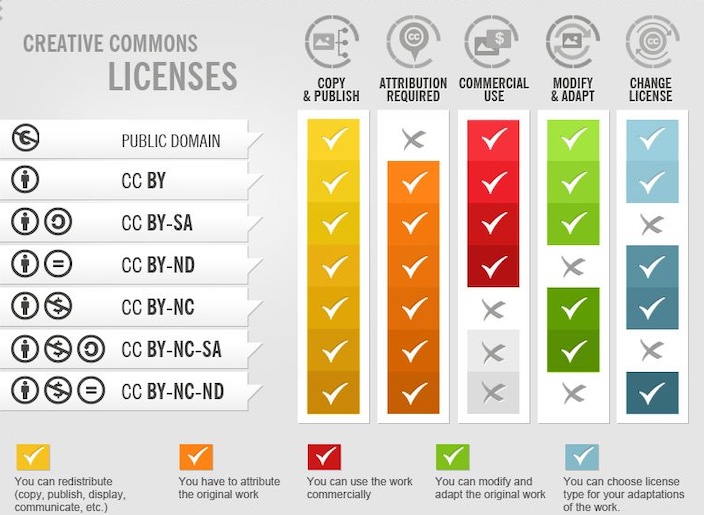 CREATIVE COMMONS
LICENSES
COPY
& PUBLISH
ATTRIBUTION
REQUIRED
COMMERCIAL
USE
MODIFY
& ADAPT
CHANGE
LICENSE
PUBLIC DOMAIN
CC BY
CC BY-SA
CC BY-ND
CC BY-NC
CC BY-NC-SA
CC BY-NC-ND
You can redistribute
(copy, publish, display,
communicate, etc.)
You have to attribute
the original work
You can use the work
commercially
You can modify and
adapt the original work
You can choose license
type for your adaptations
of the work.